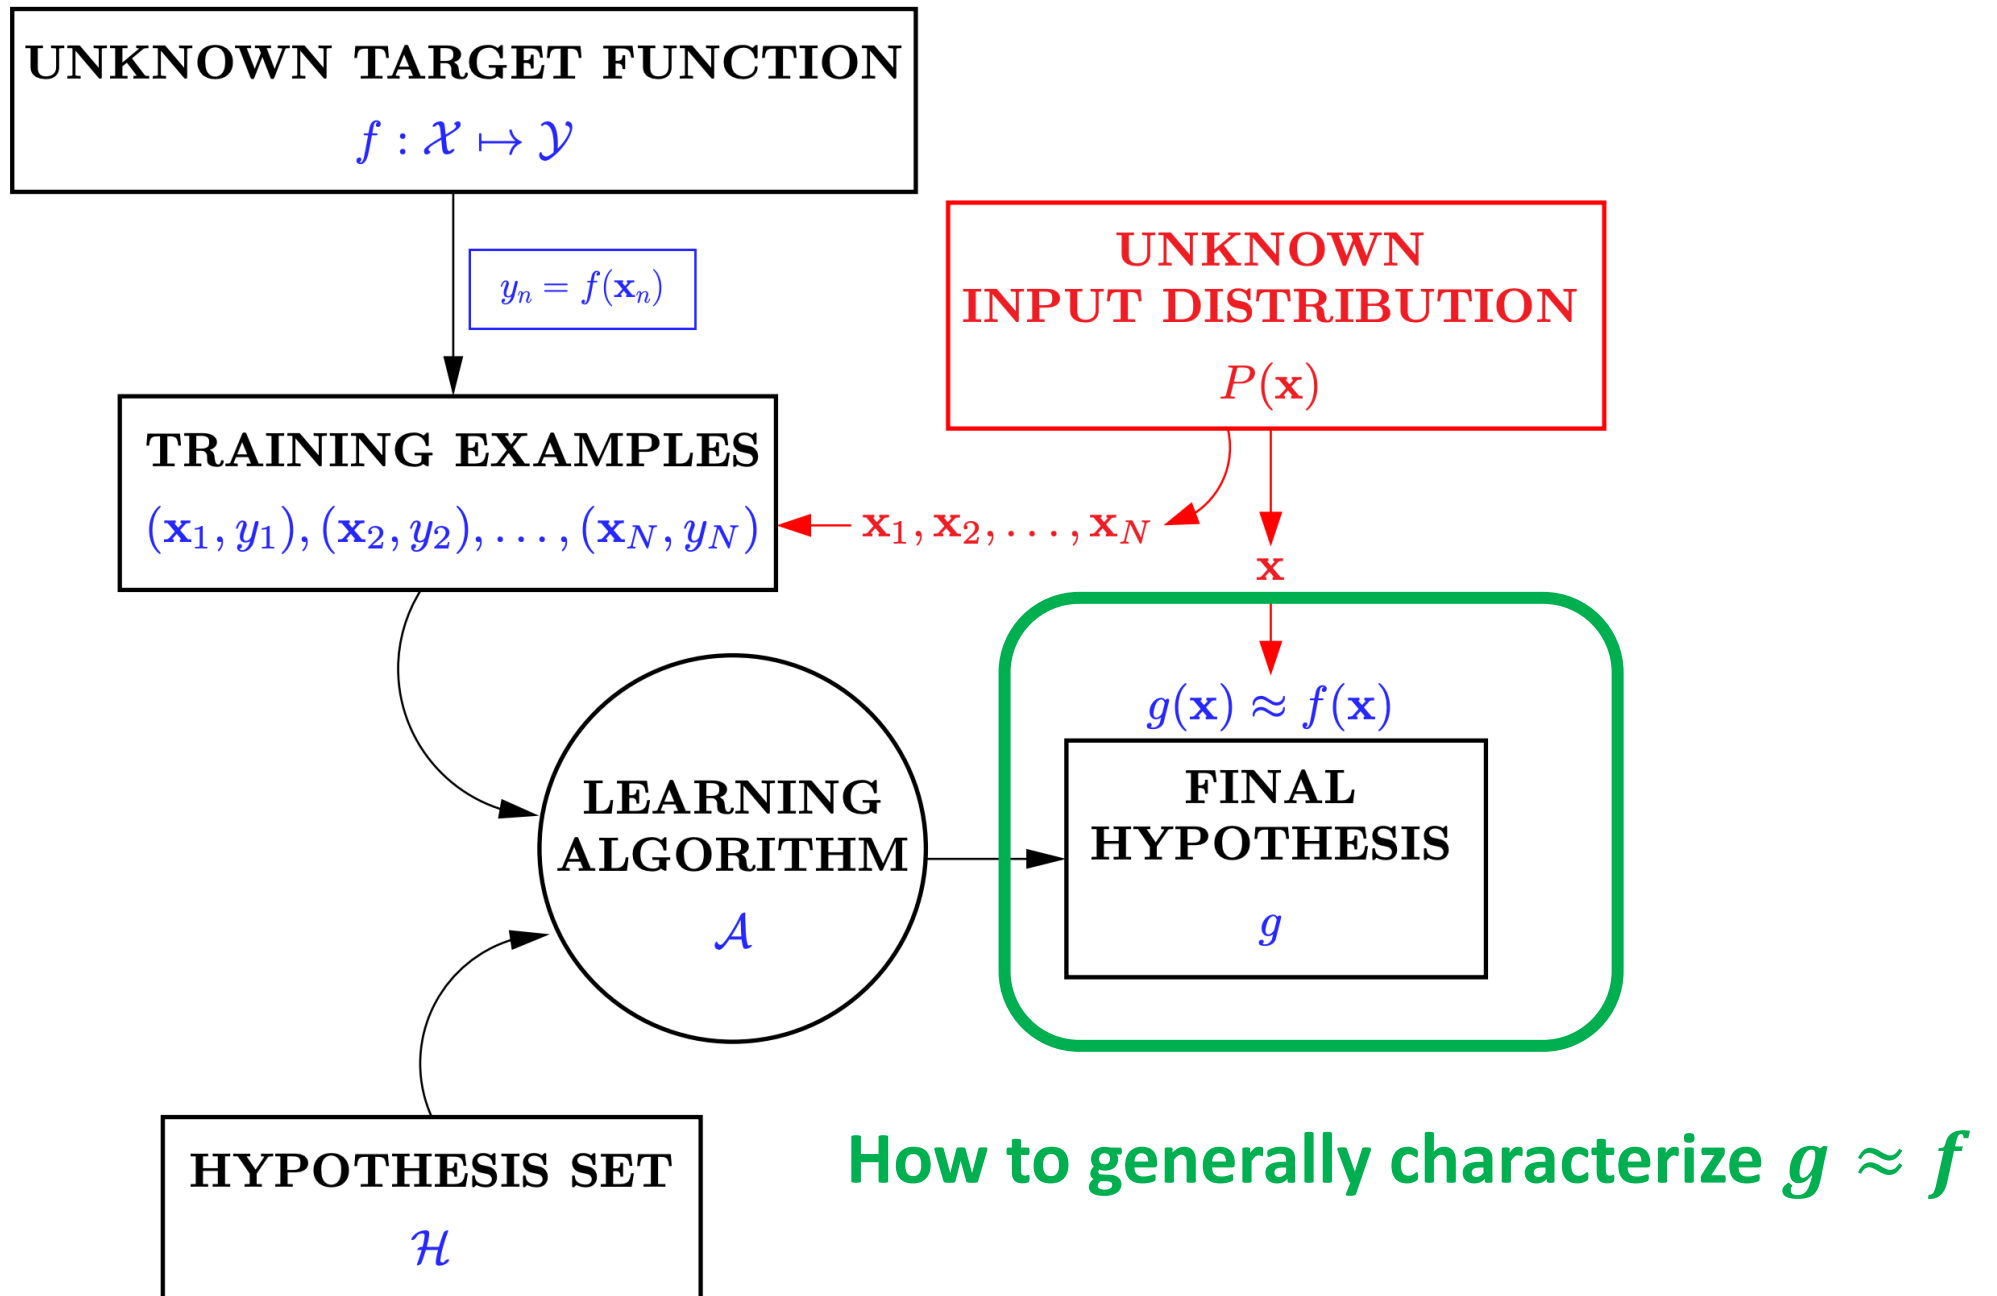 UNKNOWN TARGET FUNCTION
f : 𝒳 ↦ 𝒴
yₙ = f(𝐱ₙ)
UNKNOWN
INPUT DISTRIBUTION
P(𝐱)
TRAINING EXAMPLES
(𝐱₁, y₁), (𝐱₂, y₂), . . . , (𝐱_N, y_N)
𝐱₁, 𝐱₂, . . . , 𝐱_N
𝐱
g(𝐱) ≈ f(𝐱)
LEARNING
ALGORITHM
𝒜
FINAL
HYPOTHESIS
g
HYPOTHESIS SET
ℋ
How to generally characterize g ≈ f